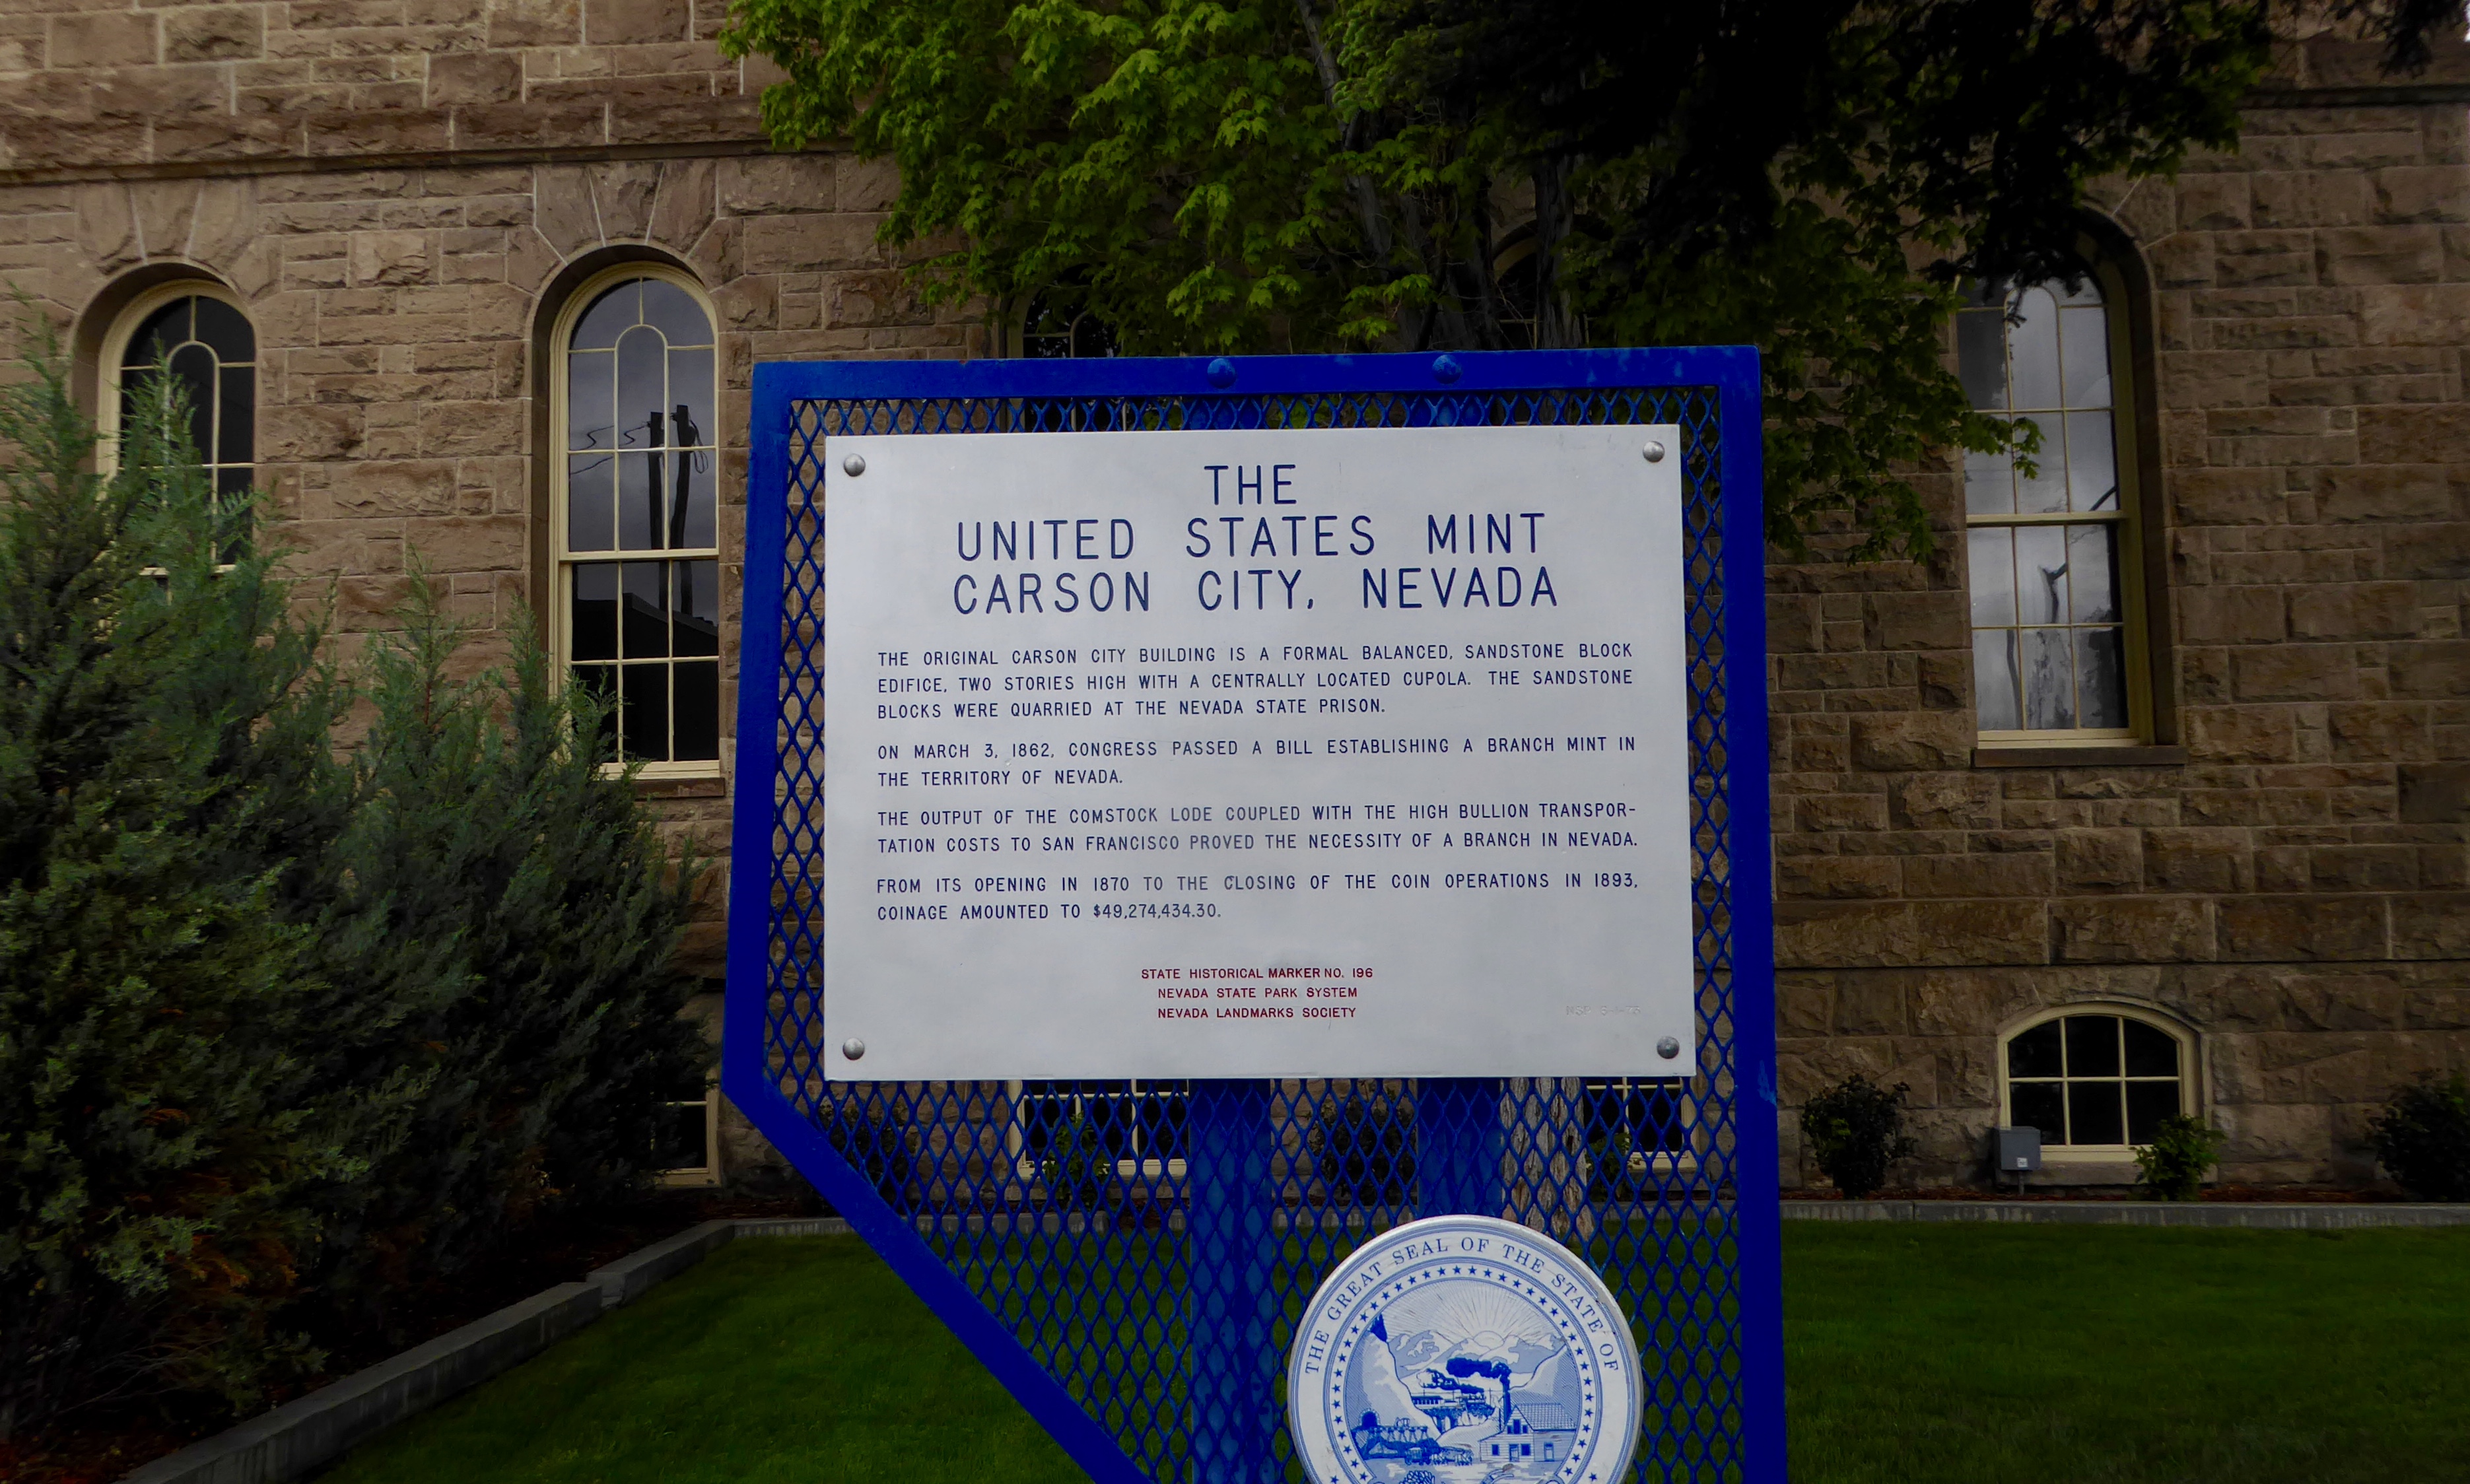 THE
UNITED STATES MINT
CARSON CITY, NEVADA
THE ORIGINAL CARSON CITY BUILDING IS A FORMAL BALANCED, SANDSTONE BLOCK
EDIFICE, TWO STORIES HIGH WITH A CENTRALLY LOCATED CUPOLA. THE SANDSTONE
BLOCKS WERE QUARRIED AT THE NEVADA STATE PRISON.
ON MARCH 3, 1862, CONGRESS PASSED A BILL ESTABLISHING A BRANCH MINT IN
THE TERRITORY OF NEVADA.
THE OUTPUT OF THE COMSTOCK LODE COUPLED WITH THE HIGH BULLION TRANSPOR-
TATION COSTS TO SAN FRANCISCO PROVED THE NECESSITY OF A BRANCH IN NEVADA.
FROM ITS OPENING IN 1870 TO THE CLOSING OF THE COIN OPERATIONS IN 1893,
COINAGE AMOUNTED TO $49,274,434.30.
STATE HISTORICAL MARKER NO. 196
NEVADA STATE PARK SYSTEM
NEVADA LANDMARKS SOCIETY
THE GREAT SEAL OF THE STATE OF